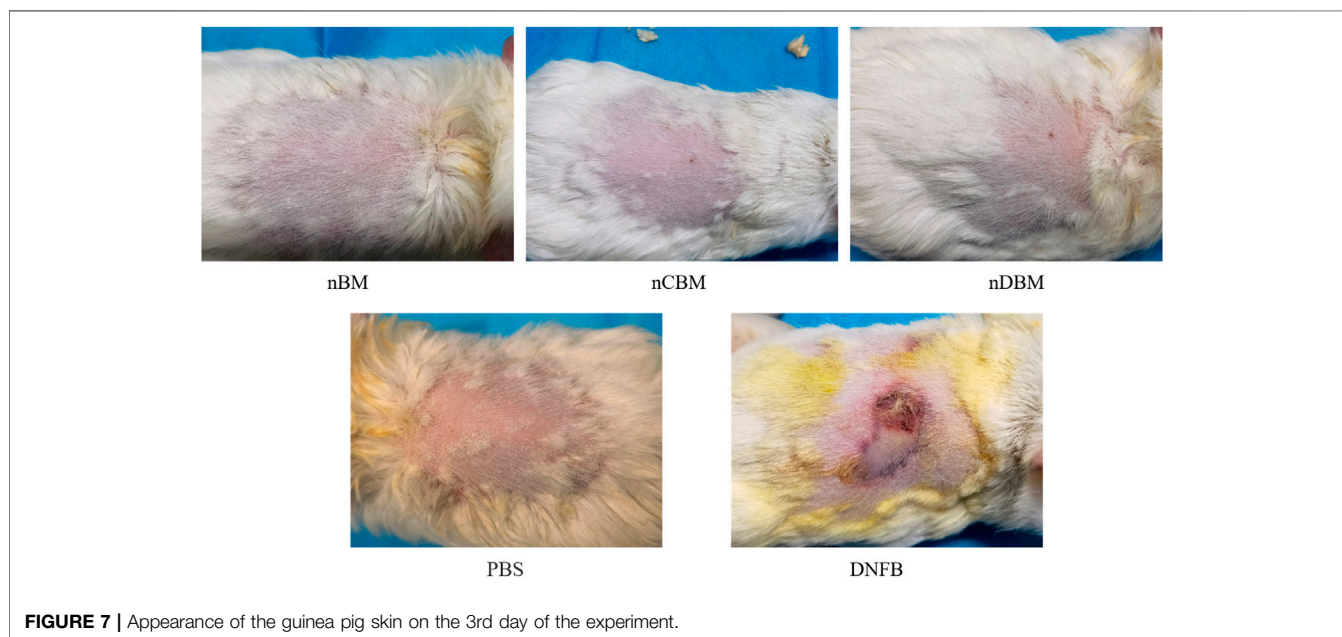 nBM
nCBM
nDBM
PBS
DNFB
FIGURE 7 | Appearance of the guinea pig skin on the 3rd day of the experiment.